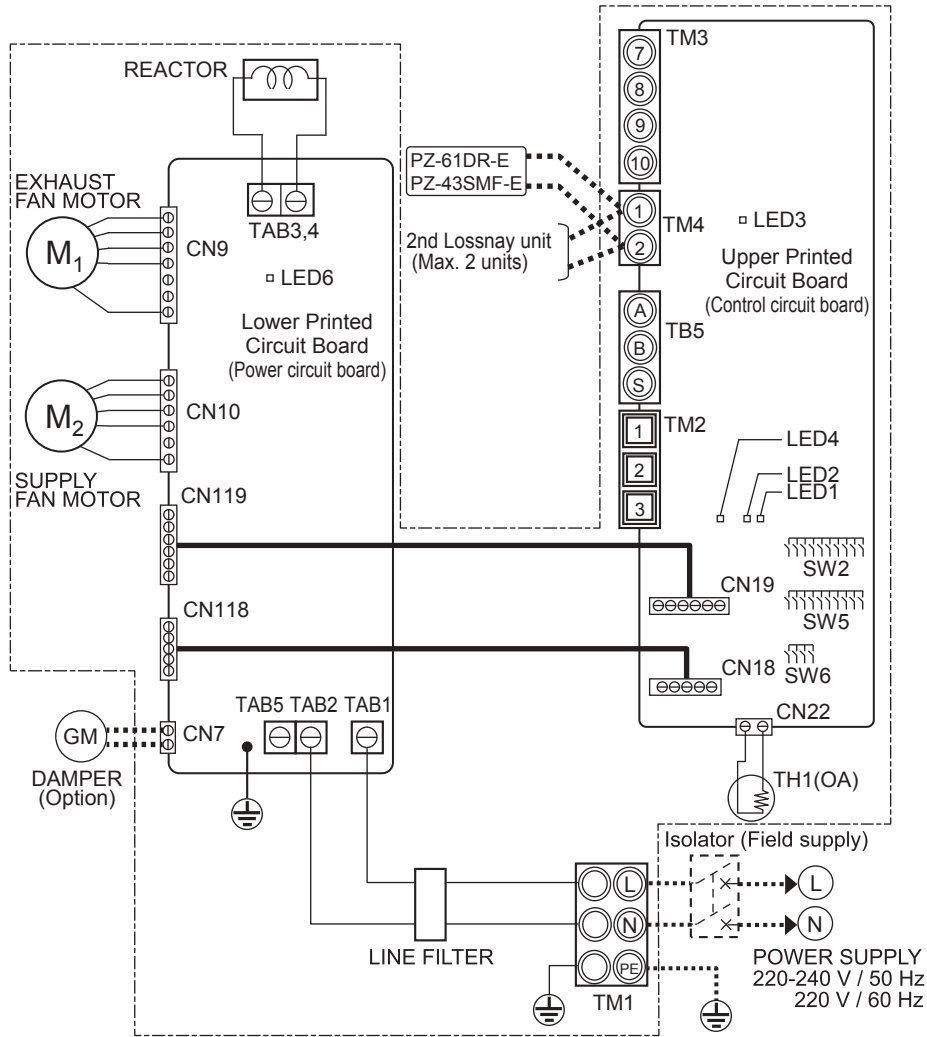 REACTOR
EXHAUST
FAN MOTOR
M1
CN9
TAB3,4
LED6
Lower Printed
Circuit Board
(Power circuit board)
M2
CN10
SUPPLY
FAN MOTOR
CN119
CN118
GM
DAMPER
(Option)
CN7
TAB5 TAB2 TAB1
PZ-61DR-E
PZ-43SMF-E
2nd Lossnay unit
(Max. 2 units)
TM3
7
8
9
10
TM4
1
2
LED3
Upper Printed
Circuit Board
(Control circuit board)
TB5
A
B
S
TM2
1
2
3
LED4
LED2
LED1
SW2
CN19
SW5
CN18
SW6
CN22
TH1(OA)
Isolator (Field supply)
LINE FILTER
L
N
PE
TM1
L
N
POWER SUPPLY
220-240 V / 50 Hz
220 V / 60 Hz